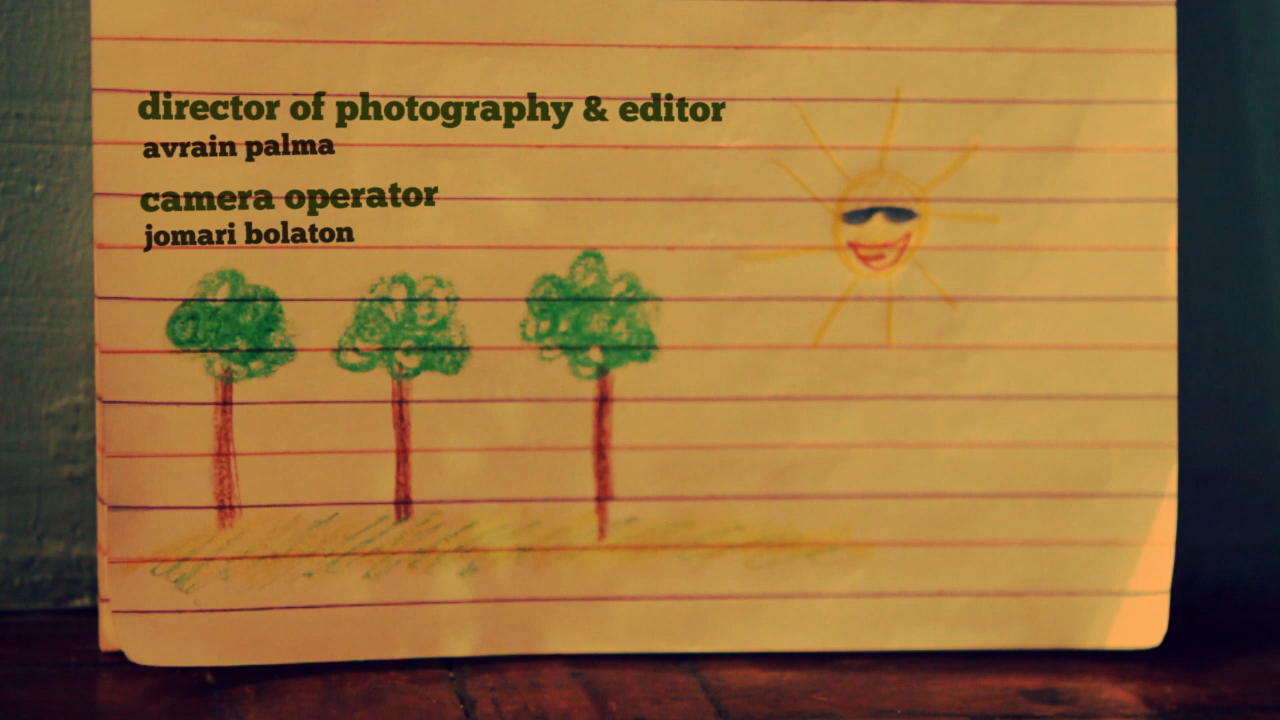 director of photography & editor
avrain palma
camera operator
jomari bolaton